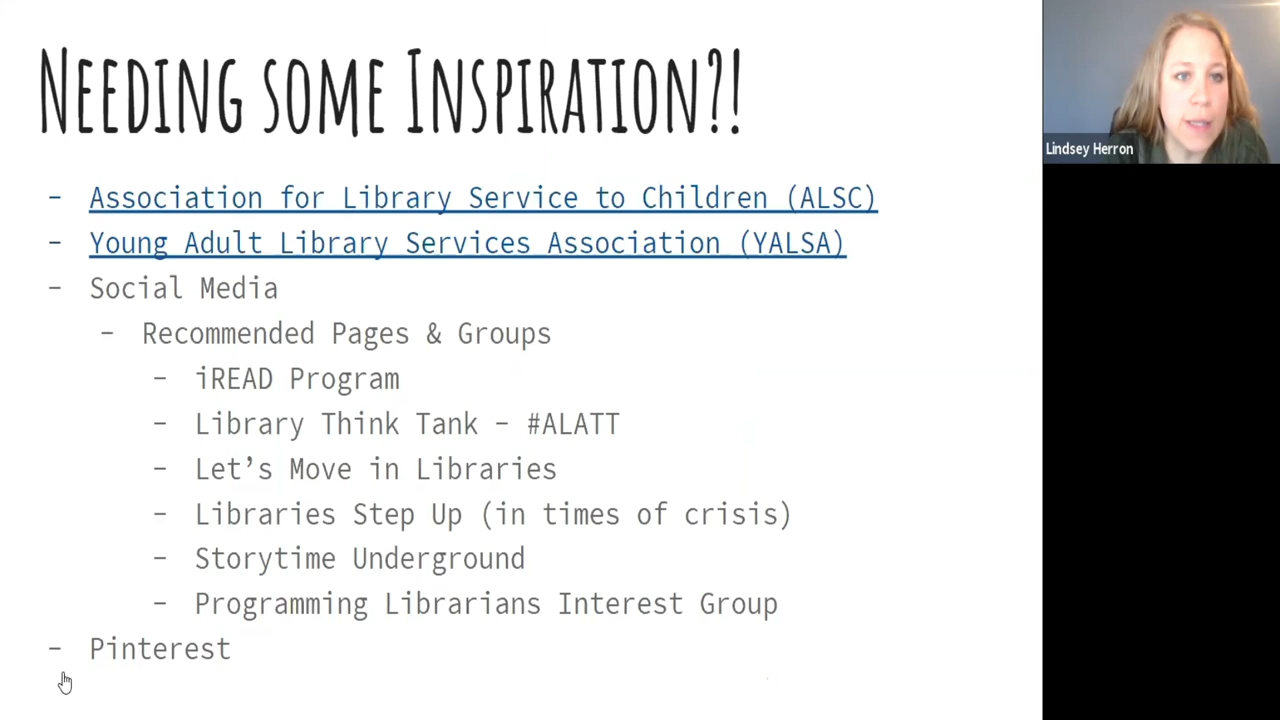 Needing some Inspiration?!
- Association for Library Service to Children (ALSC)
- Young Adult Library Services Association (YALSA)
- Social Media
- Recommended Pages & Groups
- iREAD Program
- Library Think Tank - #ALATT
- Let's Move in Libraries
- Libraries Step Up (in times of crisis)
- Storytime Underground
- Programming Librarians Interest Group
- Pinterest
Lindsey Herron